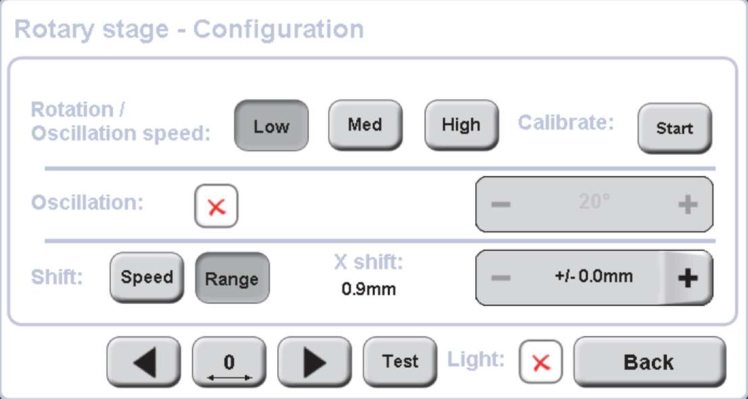 Rotary stage - Configuration
Rotation /
Oscillation speed:
Low
Med
High
Calibrate:
Start
Oscillation:
- 20° +
Shift:
Speed
Range
X shift:
0.9mm
- +/- 0.0mm +
0
Test
Light:
Back